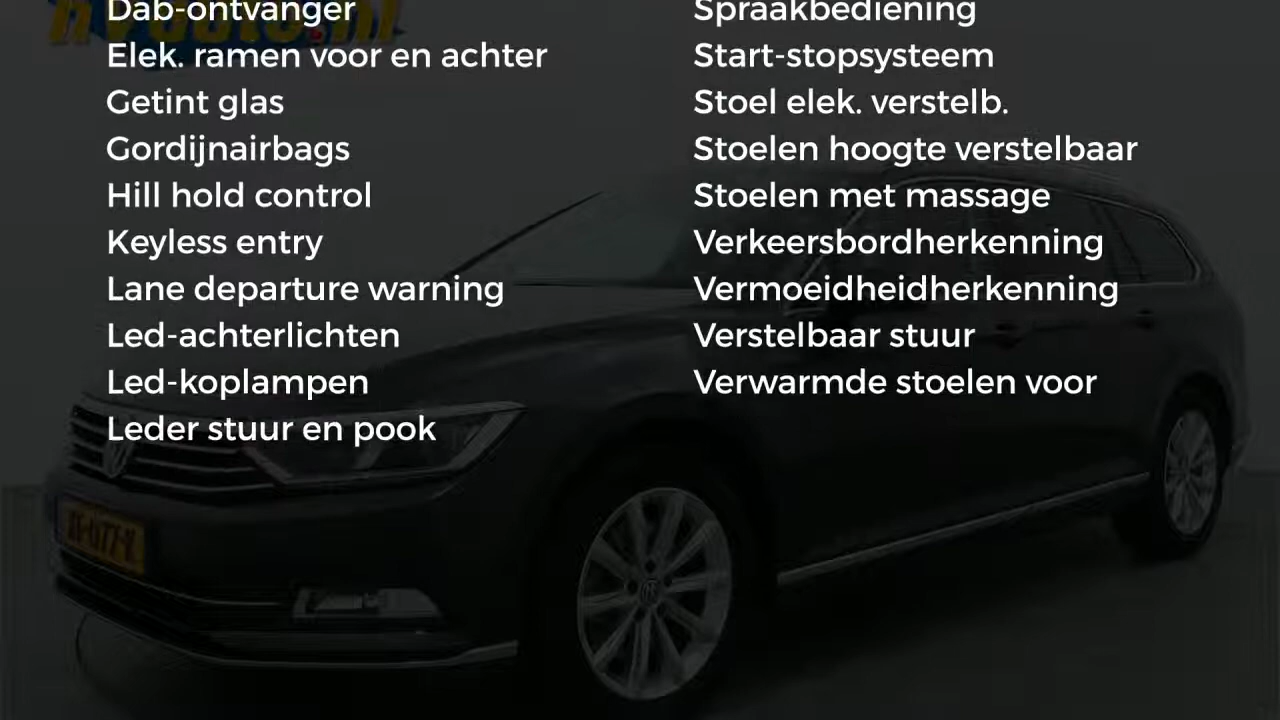 Dab-ontvanger
Elek. ramen voor en achter
Getint glas
Gordijnairbags
Hill hold control
Keyless entry
Lane departure warning
Led-achterlichten
Led-koplampen
Leder stuur en pook
Spraakbediening
Start-stopsysteem
Stoel elek. verstelb.
Stoelen hoogte verstelbaar
Stoelen met massage
Verkeersbordherkenning
Vermoeidheidherkenning
Verstelbaar stuur
Verwarmde stoelen voor